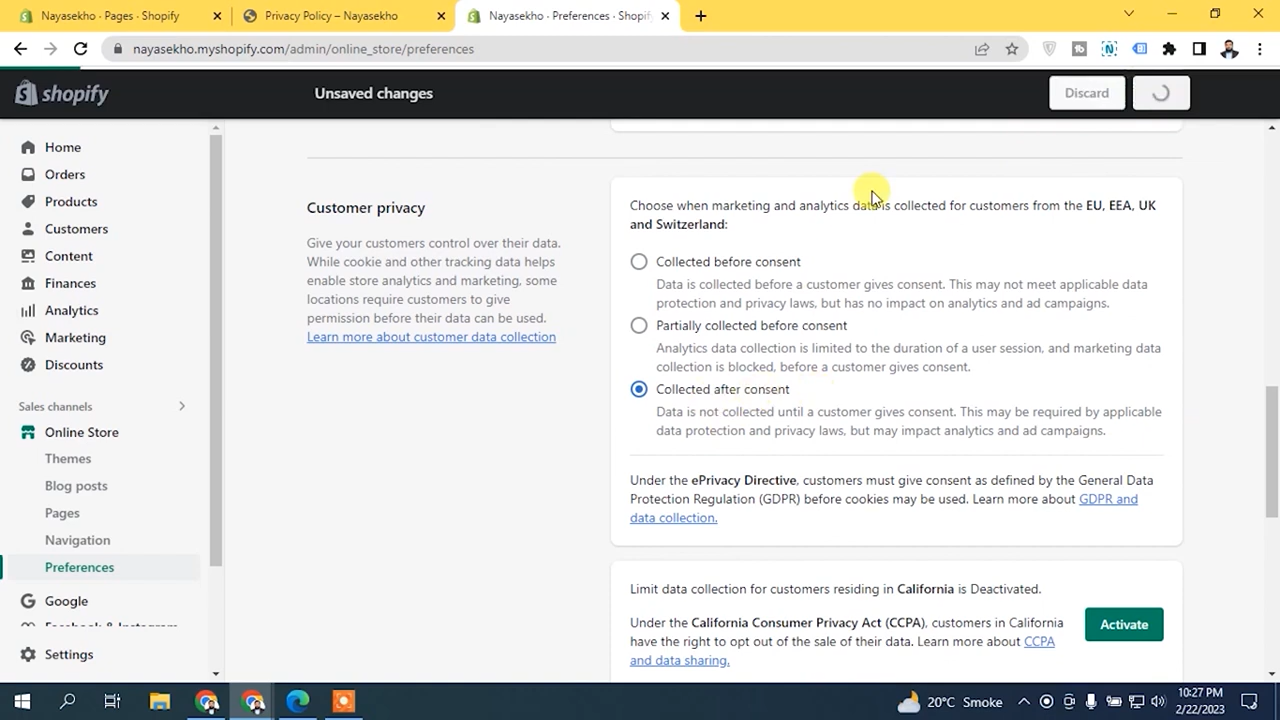 Nayasekho · Pages · Shopify
Privacy Policy – Nayasekho
Nayasekho · Preferences · Shopif
nayasekho.myshopify.com/admin/online_store/preferences
shopify
Unsaved changes
Discard
Home
Orders
Products
Customers
Content
Finances
Analytics
Marketing
Discounts
Sales channels
Online Store
Themes
Blog posts
Pages
Navigation
Preferences
Google
Facebook & Instagram
Settings
Customer privacy
Give your customers control over their data.
While cookie and other tracking data helps
enable store analytics and marketing, some
locations require customers to give
permission before their data can be used.
Learn more about customer data collection
Choose when marketing and analytics data is collected for customers from the EU, EEA, UK
and Switzerland:
Collected before consent
Data is collected before a customer gives consent. This may not meet applicable data
protection and privacy laws, but has no impact on analytics and ad campaigns.
Partially collected before consent
Analytics data collection is limited to the duration of a user session, and marketing data
collection is blocked, before a customer gives consent.
Collected after consent
Data is not collected until a customer gives consent. This may be required by applicable
data protection and privacy laws, but may impact analytics and ad campaigns.
Under the ePrivacy Directive, customers must give consent as defined by the General Data
Protection Regulation (GDPR) before cookies may be used. Learn more about GDPR and
data collection.
Limit data collection for customers residing in California is Deactivated.
Under the California Consumer Privacy Act (CCPA), customers in California
have the right to opt out of the sale of their data. Learn more about CCPA
and data sharing.
Activate
20°C Smoke
10:27 PM
2/22/2023